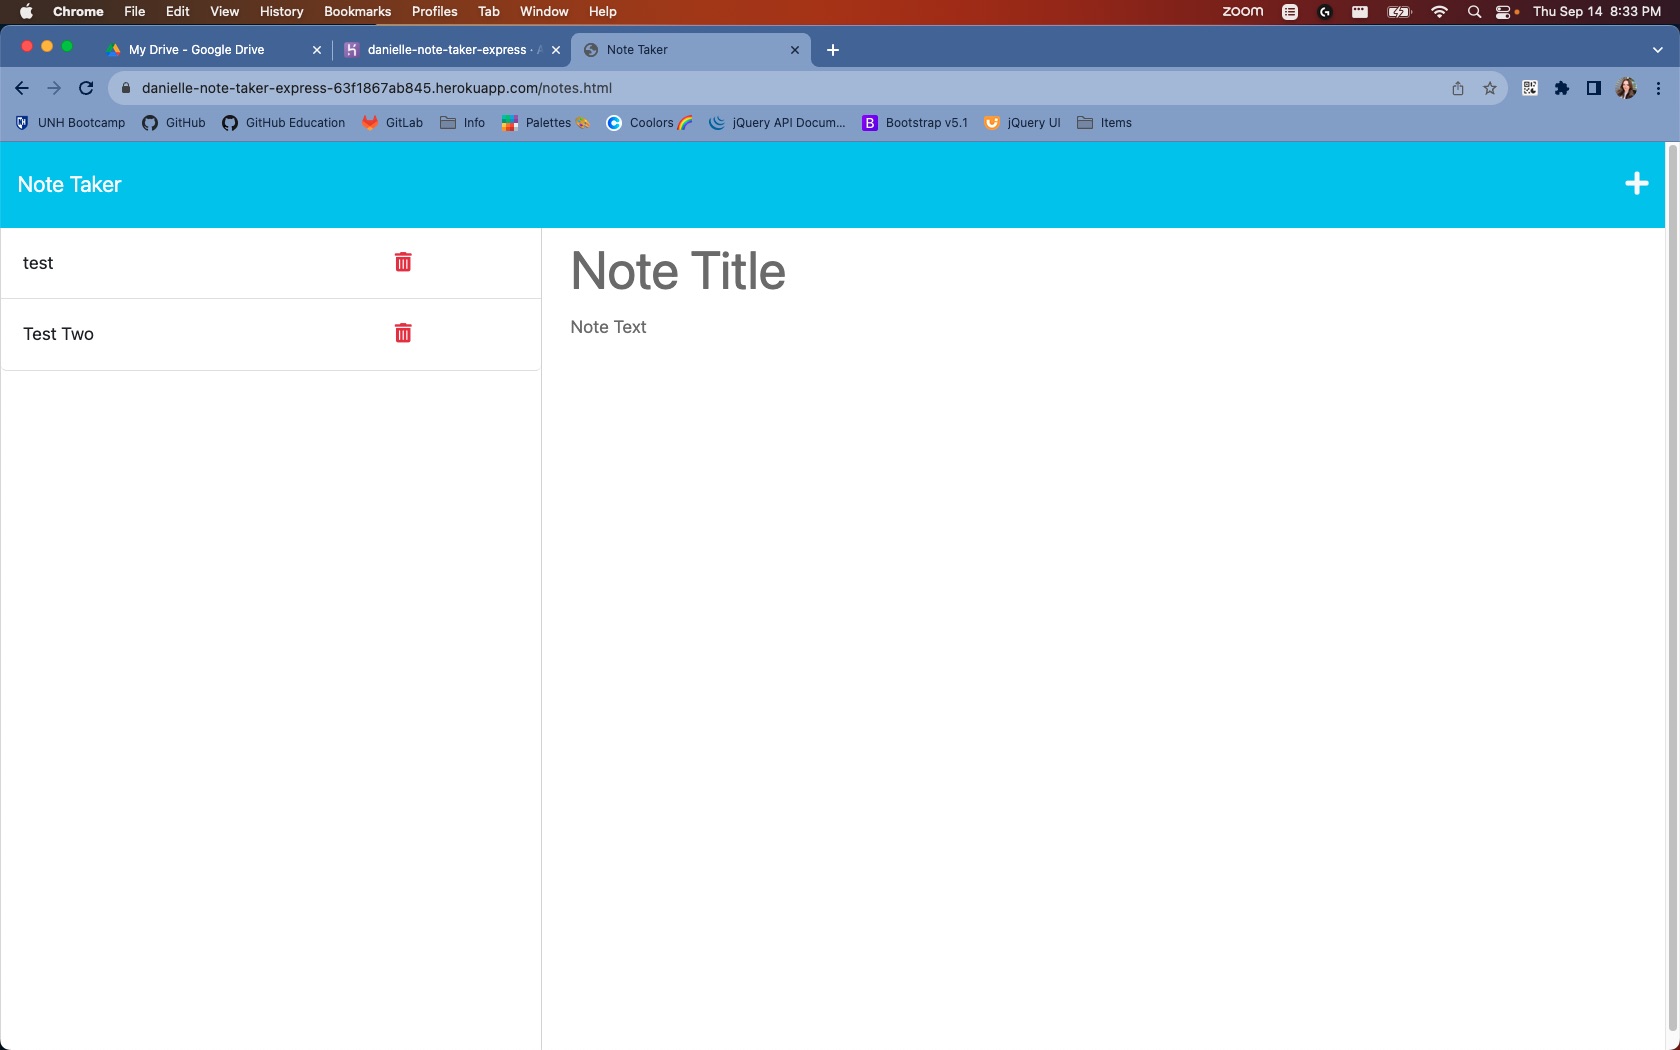 Chrome File Edit View History Bookmarks Profiles Tab Window Help zoom Thu Sep 14 8:33 PM
My Drive - Google Drive danielle-note-taker-express · Note Taker
danielle-note-taker-express-63f1867ab845.herokuapp.com/notes.html
UNH Bootcamp GitHub GitHub Education GitLab Info Palettes Coolors jQuery API Docum... B Bootstrap v5.1 jQuery UI Items
Note Taker
test
Note Title
Note Text
Test Two